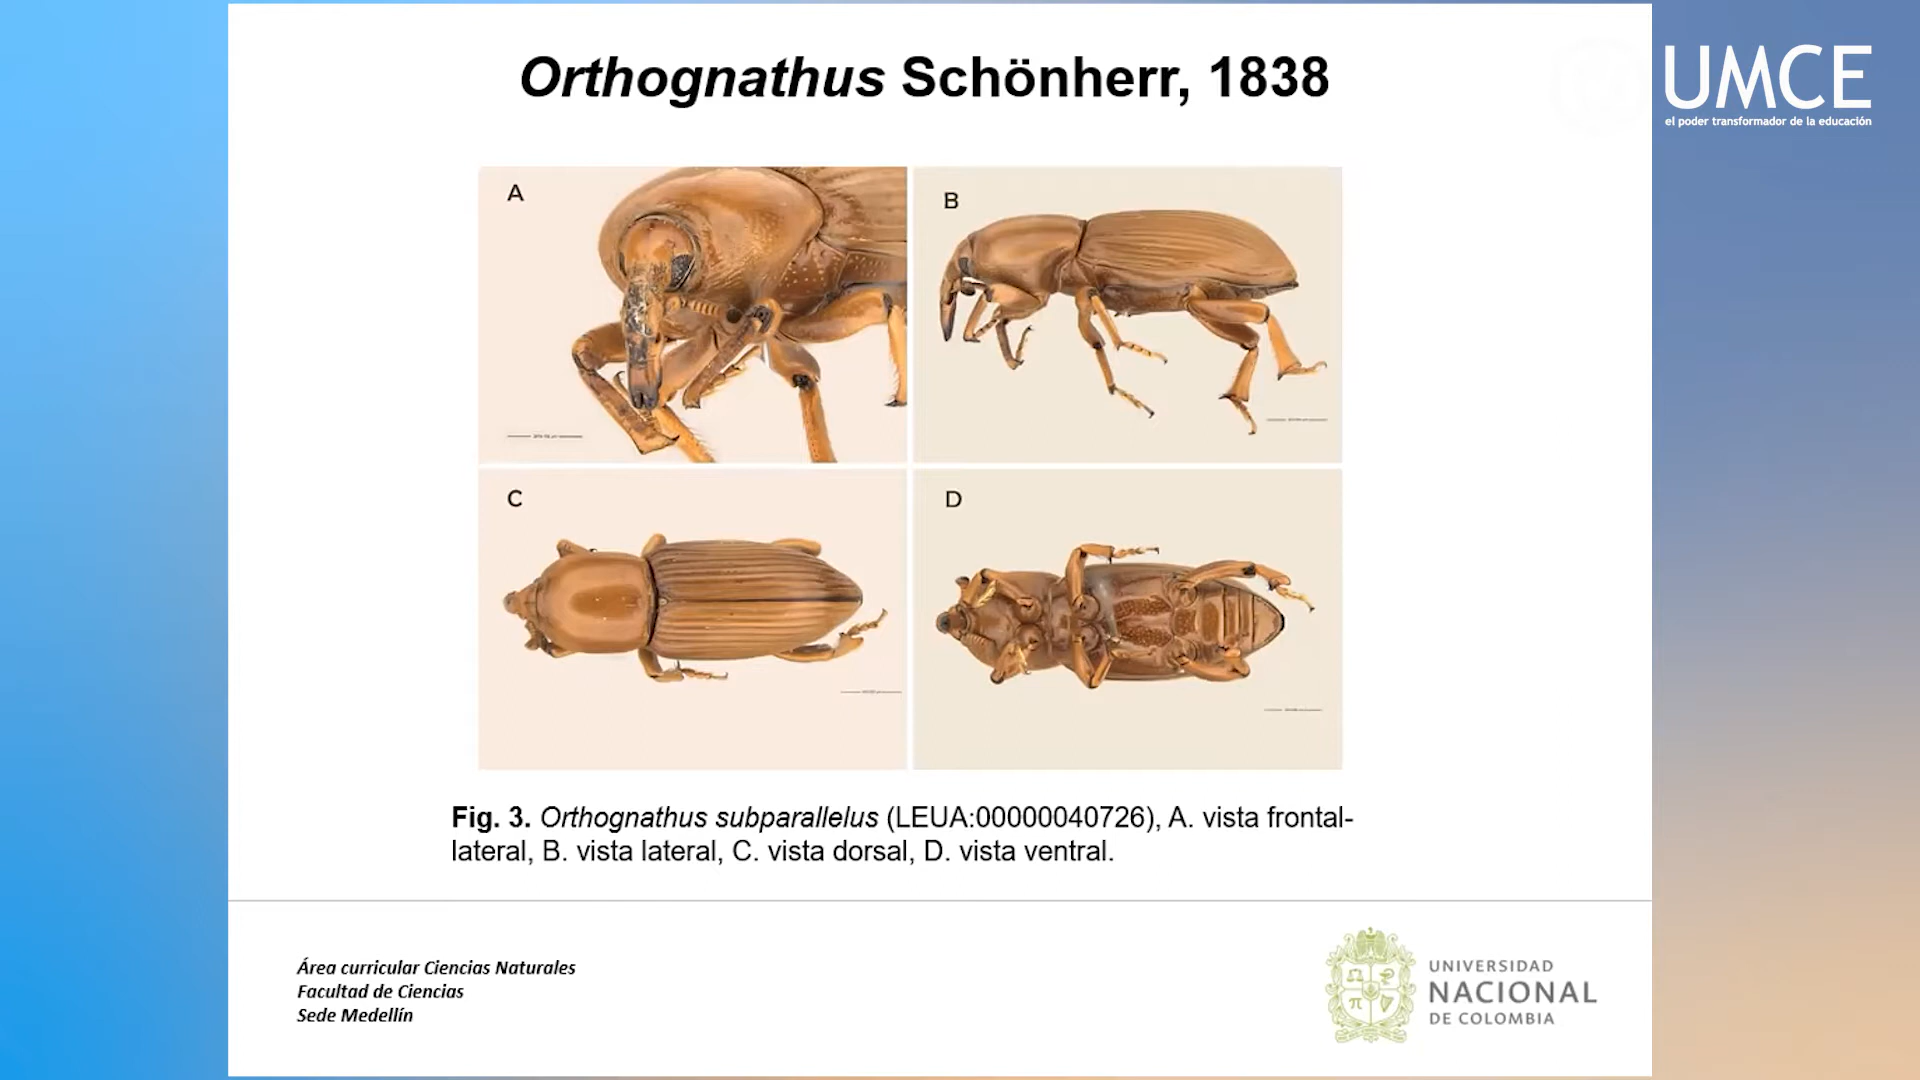 Orthognathus Schönherr, 1838
UMCE
el poder transformador de la educación
A
B
C
D
Fig. 3. Orthognathus subparallelus (LEUA:00000040726), A. vista frontal-
lateral, B. vista lateral, C. vista dorsal, D. vista ventral.
Área curricular Ciencias Naturales
Facultad de Ciencias
Sede Medellín
UNIVERSIDAD
NACIONAL
DE COLOMBIA